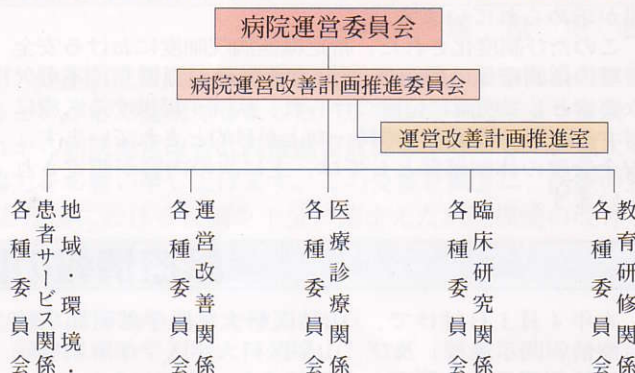 病院運営委員会
病院運営改善計画推進委員会
運営改善計画推進室
地域環境・
患者サービス関係
各種委員会
運営改善関係
各種委員会
医療診療関係
各種委員会
臨床研究関係
各種委員会
教育研修関係
各種委員会